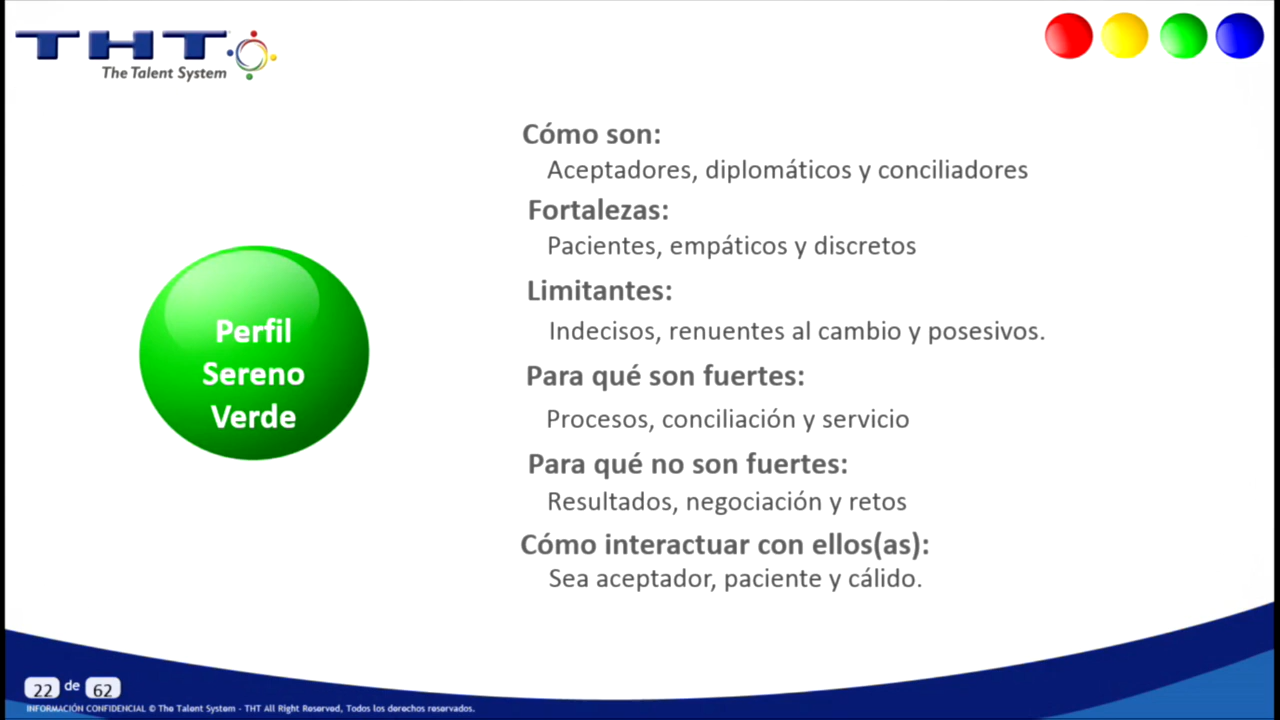 THT
The Talent System
Cómo son:
Aceptadores, diplomáticos y conciliadores
Fortalezas:
Pacientes, empáticos y discretos
Limitantes:
Indecisos, renuentes al cambio y posesivos.
Para qué son fuertes:
Procesos, conciliación y servicio
Para qué no son fuertes:
Resultados, negociación y retos
Cómo interactuar con ellos(as):
Sea aceptador, paciente y cálido.
Perfil
Sereno
Verde
22 de 62
INFORMACIÓN CONFIDENCIAL © The Talent System - THT All Right Reserved, Todos los derechos reservados.